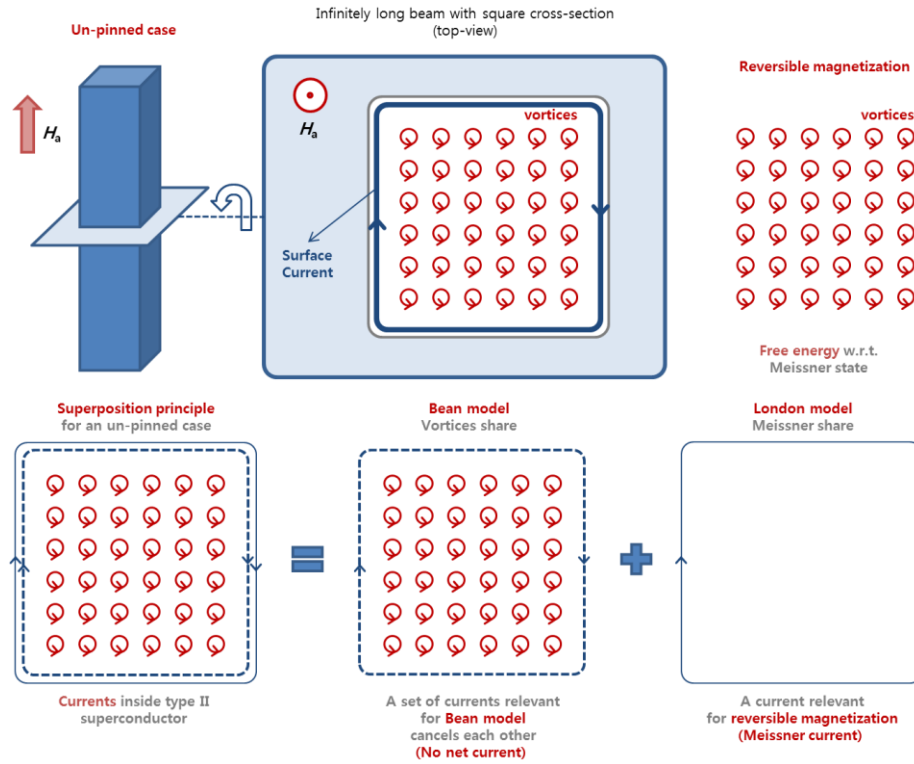 Un-pinned case
Infinitely long beam with square cross-section
(top-view)
Hₐ
Hₐ
vortices
Surface
Current
Reversible magnetization
vortices
Free energy w.r.t.
Meissner state
Superposition principle
for an un-pinned case
Bean model
Vortices share
London model
Meissner share
Currents inside type II
superconductor
A set of currents relevant
for Bean model
cancels each other
(No net current)
A current relevant
for reversible magnetization
(Meissner current)